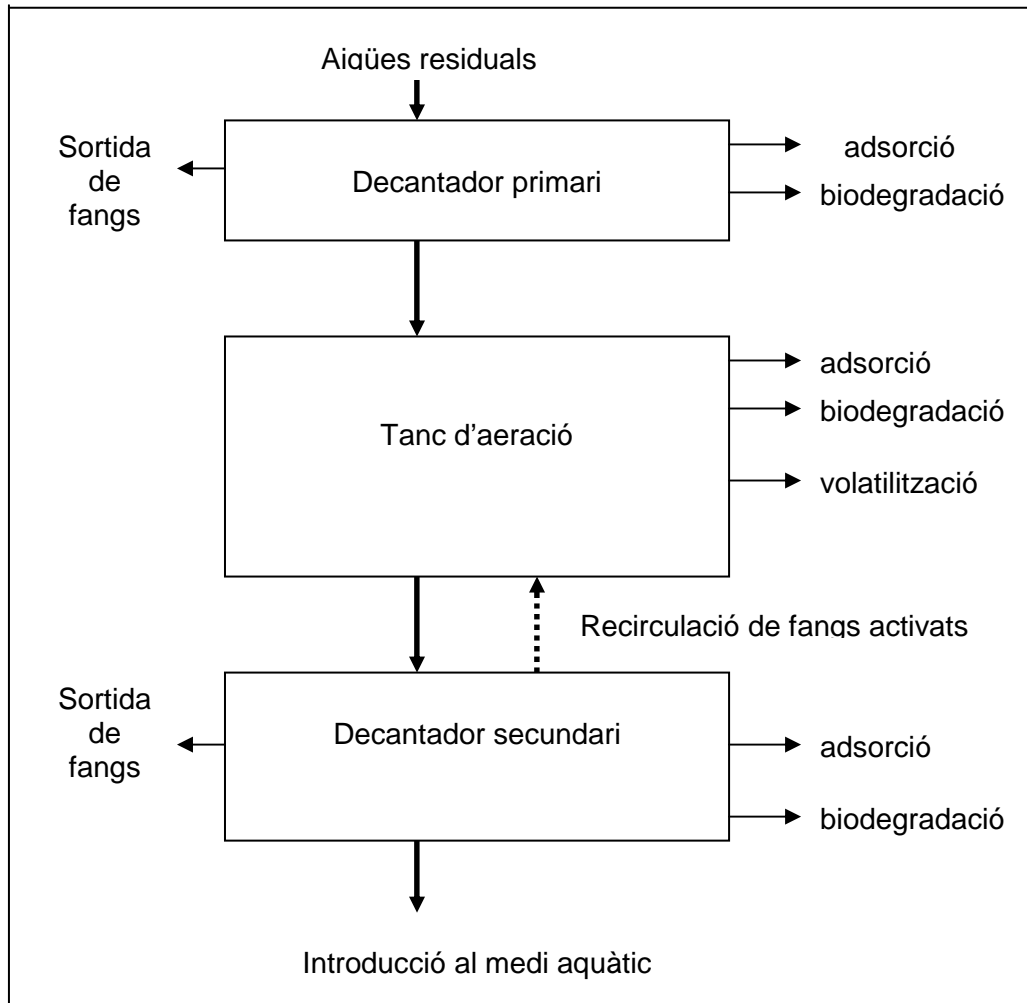 Aigües residuals
Sortida
de
fangs
Decantador primari
adsorció
biodegradació
Tanc d'aeració
adsorció
biodegradació
volatilització
Recirculació de fangs activats
Sortida
de
fangs
Decantador secundari
adsorció
biodegradació
Introducció al medi aquàtic